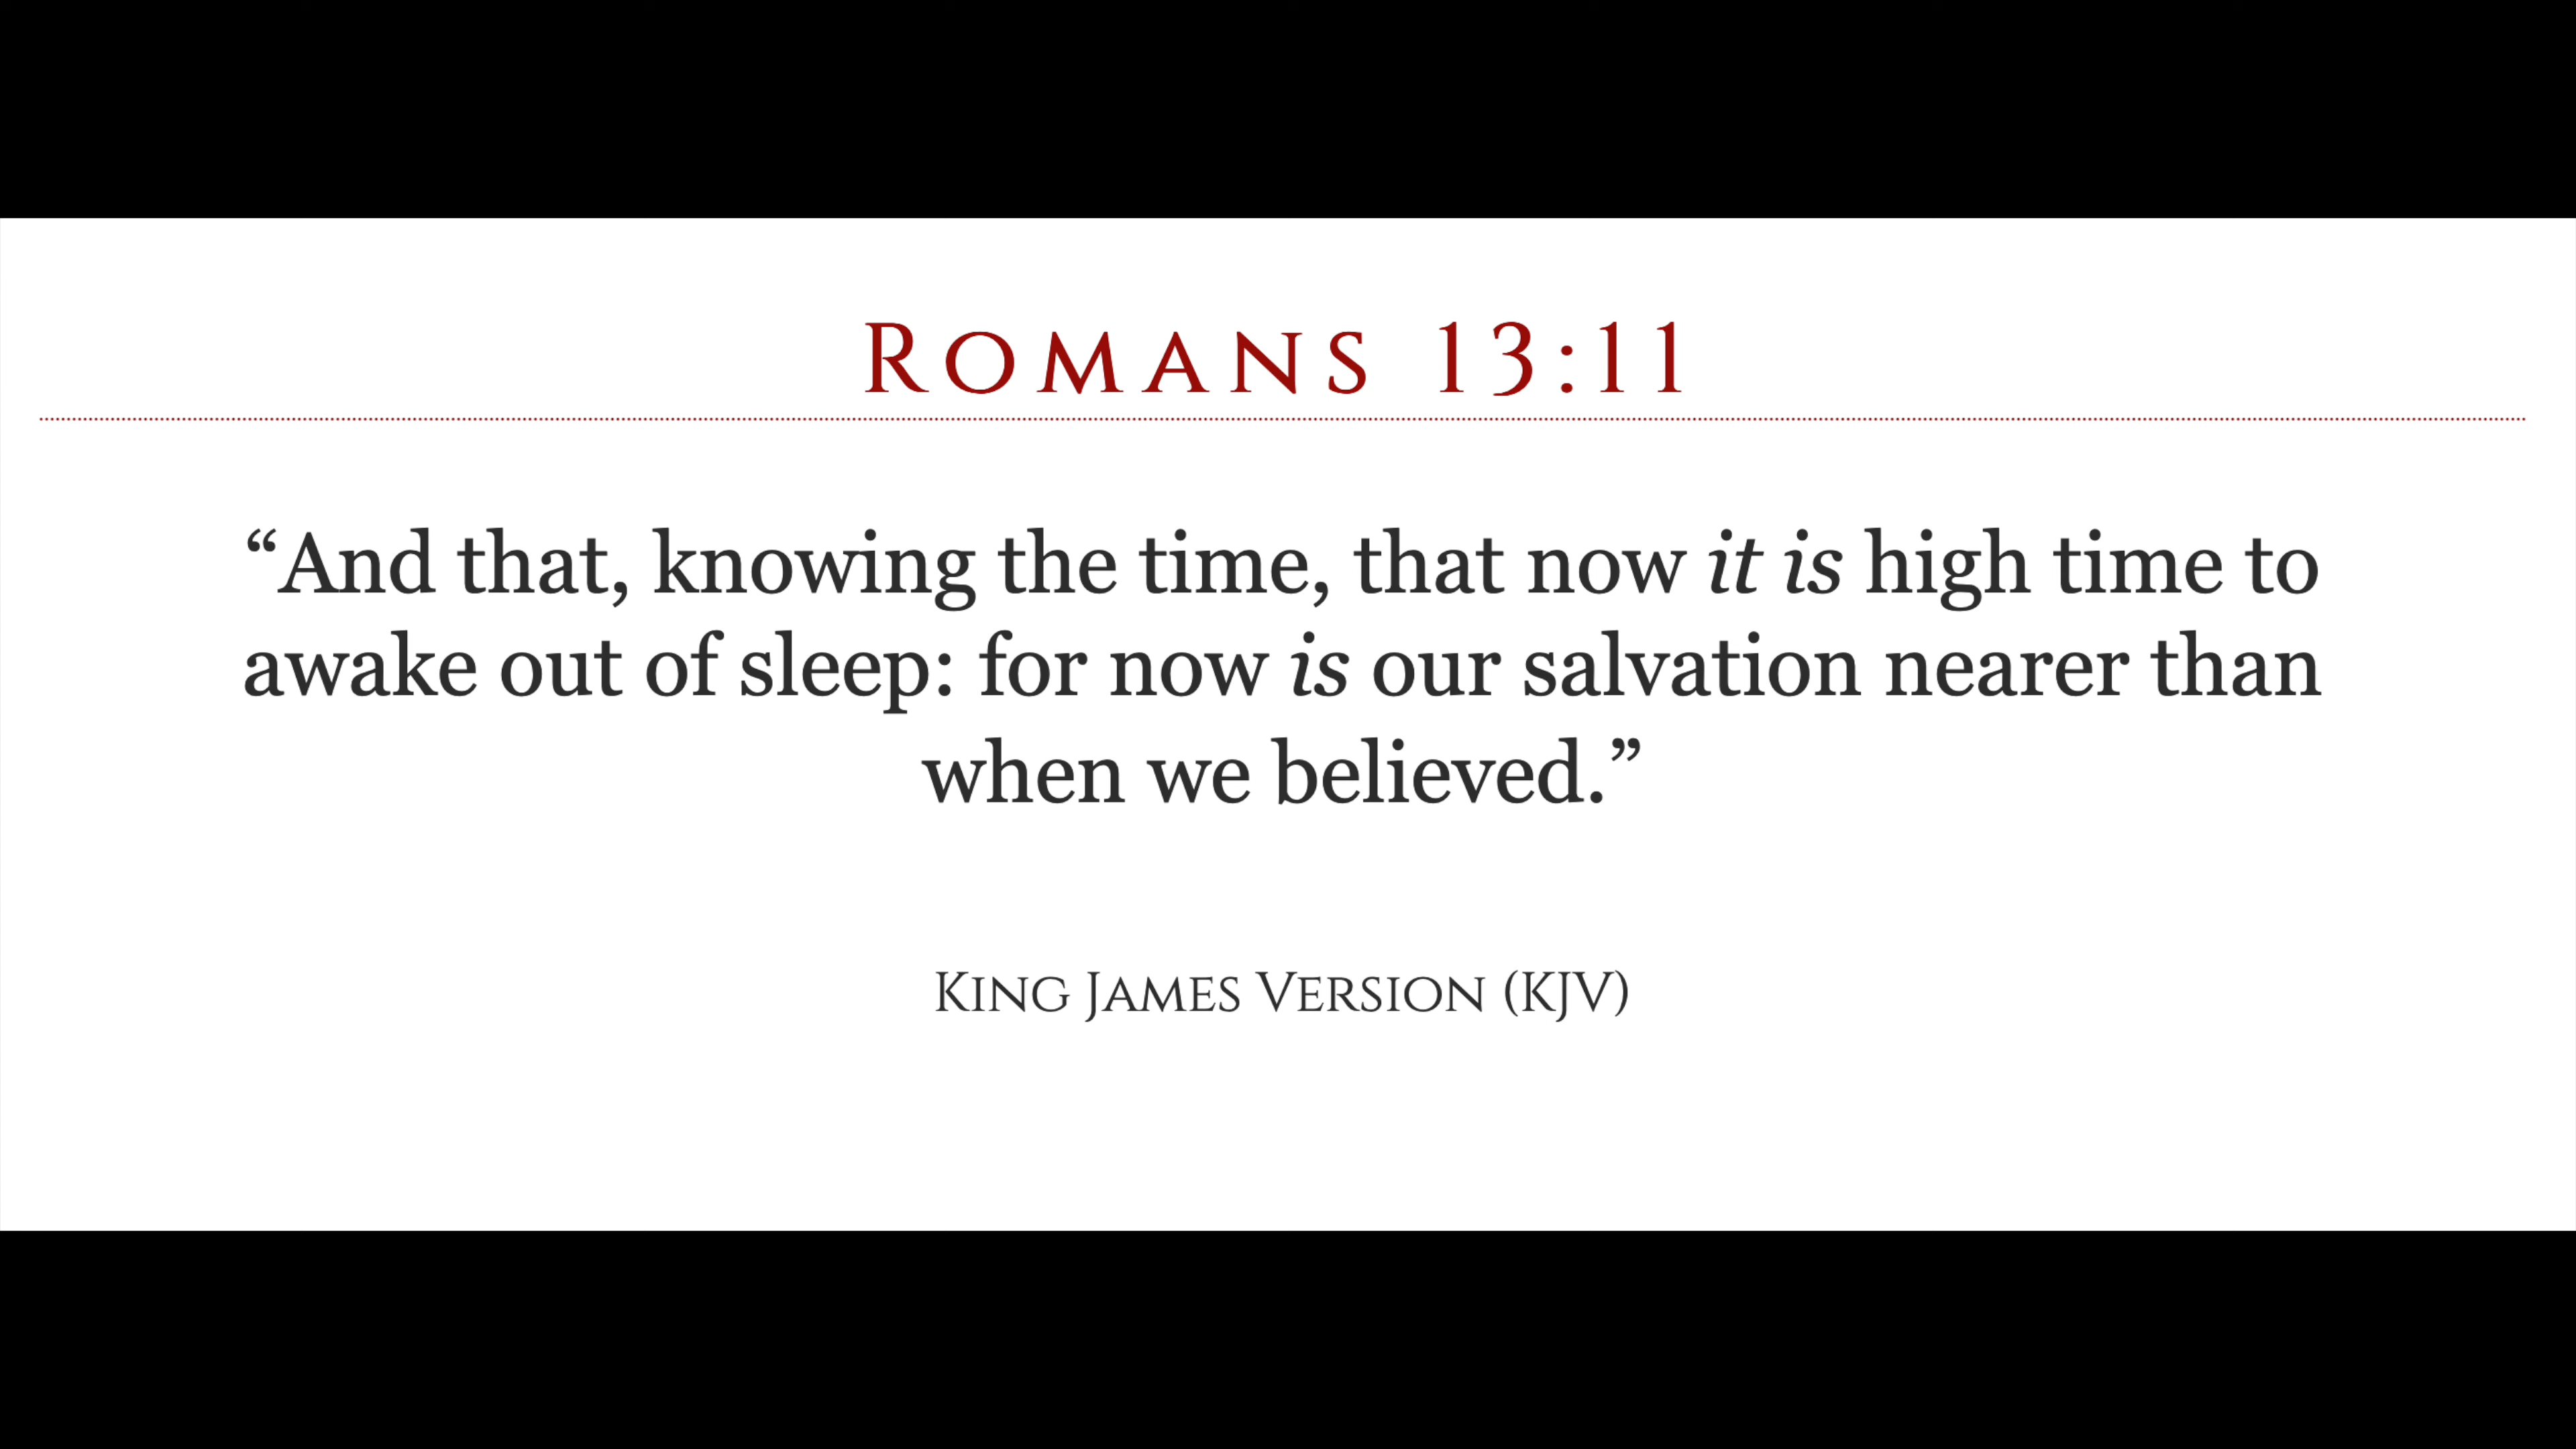 Romans 13:11
“And that, knowing the time, that now it is high time to
awake out of sleep: for now is our salvation nearer than
when we believed.”
King James Version (KJV)